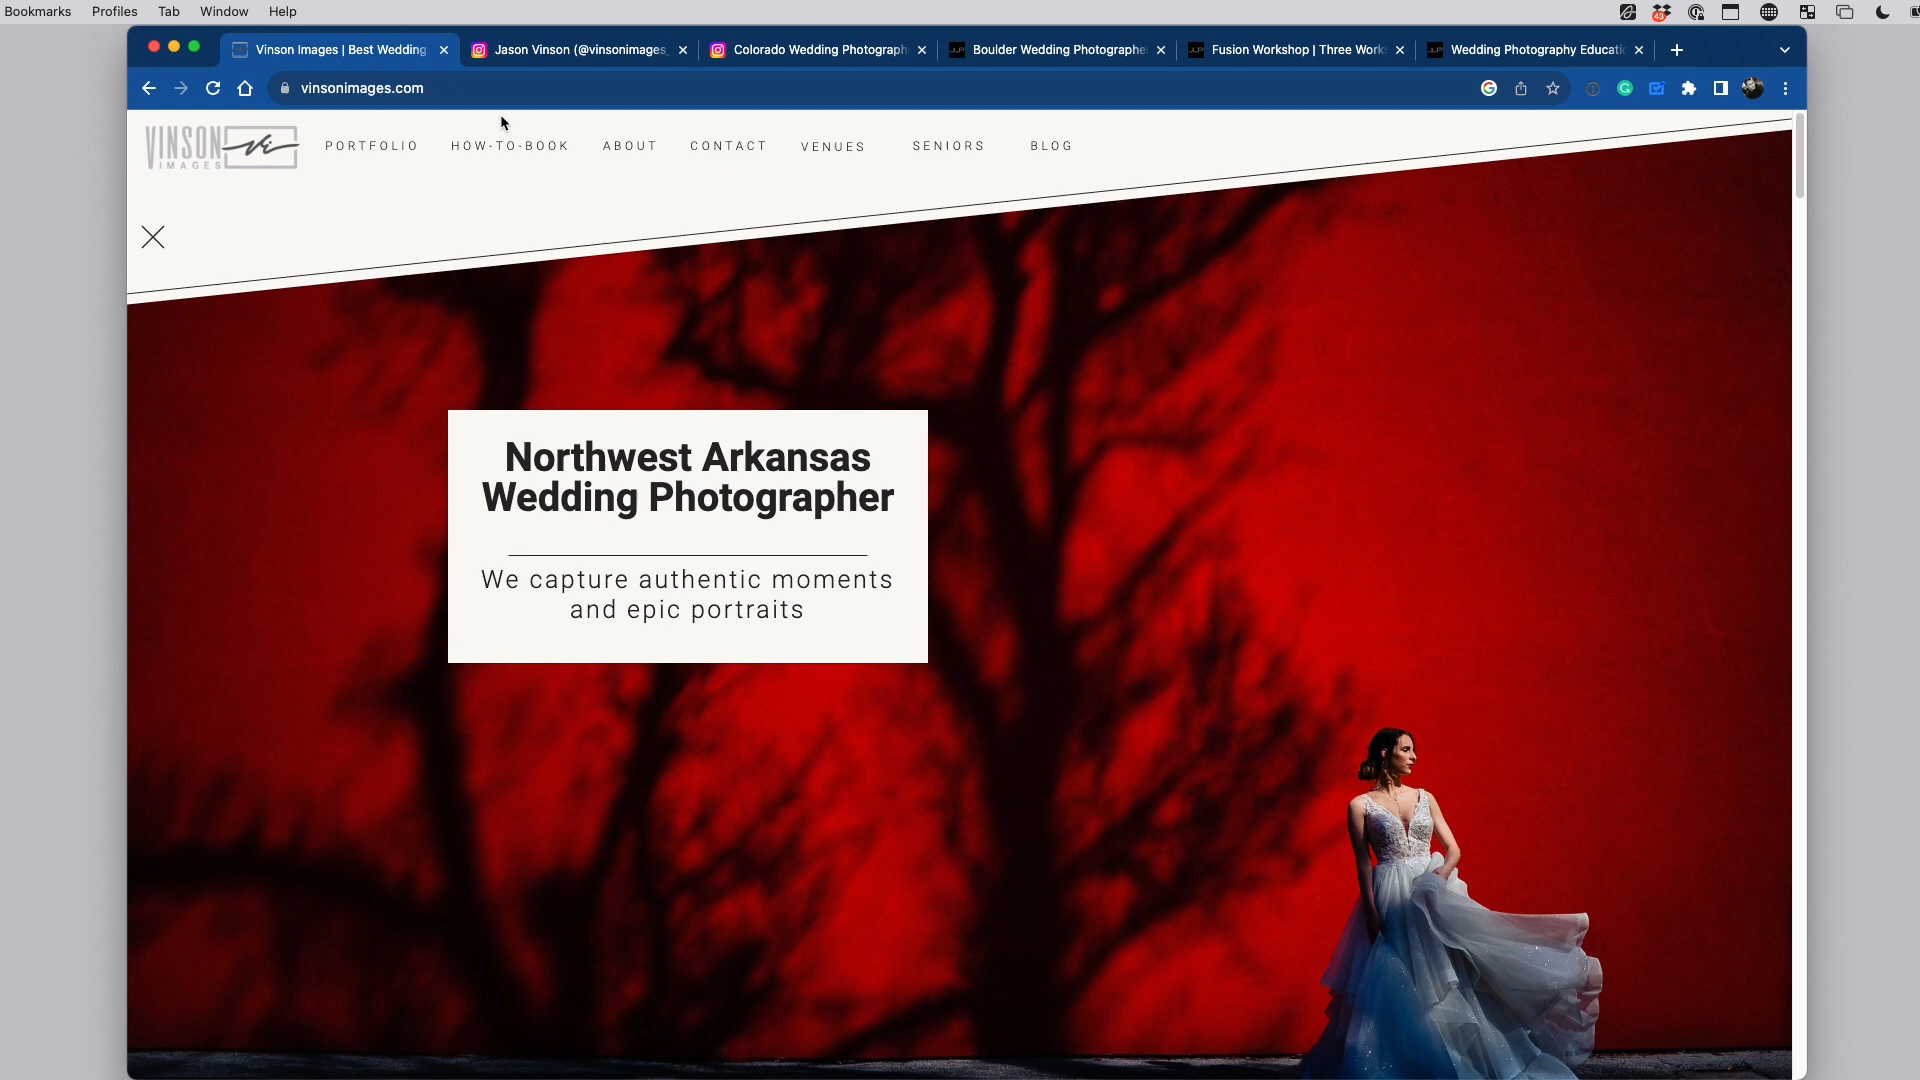 Bookmarks Profiles Tab Window Help
43
Vinson Images | Best Wedding
Jason Vinson (@vinsonimages_
Colorado Wedding Photograph
Boulder Wedding Photographe
Fusion Workshop | Three Work
Wedding Photography Educati
vinsonimages.com
VINSON
IMAGES
PORTFOLIO HOW-TO-BOOK ABOUT CONTACT VENUES SENIORS BLOG
Northwest Arkansas
Wedding Photographer
We capture authentic moments
and epic portraits